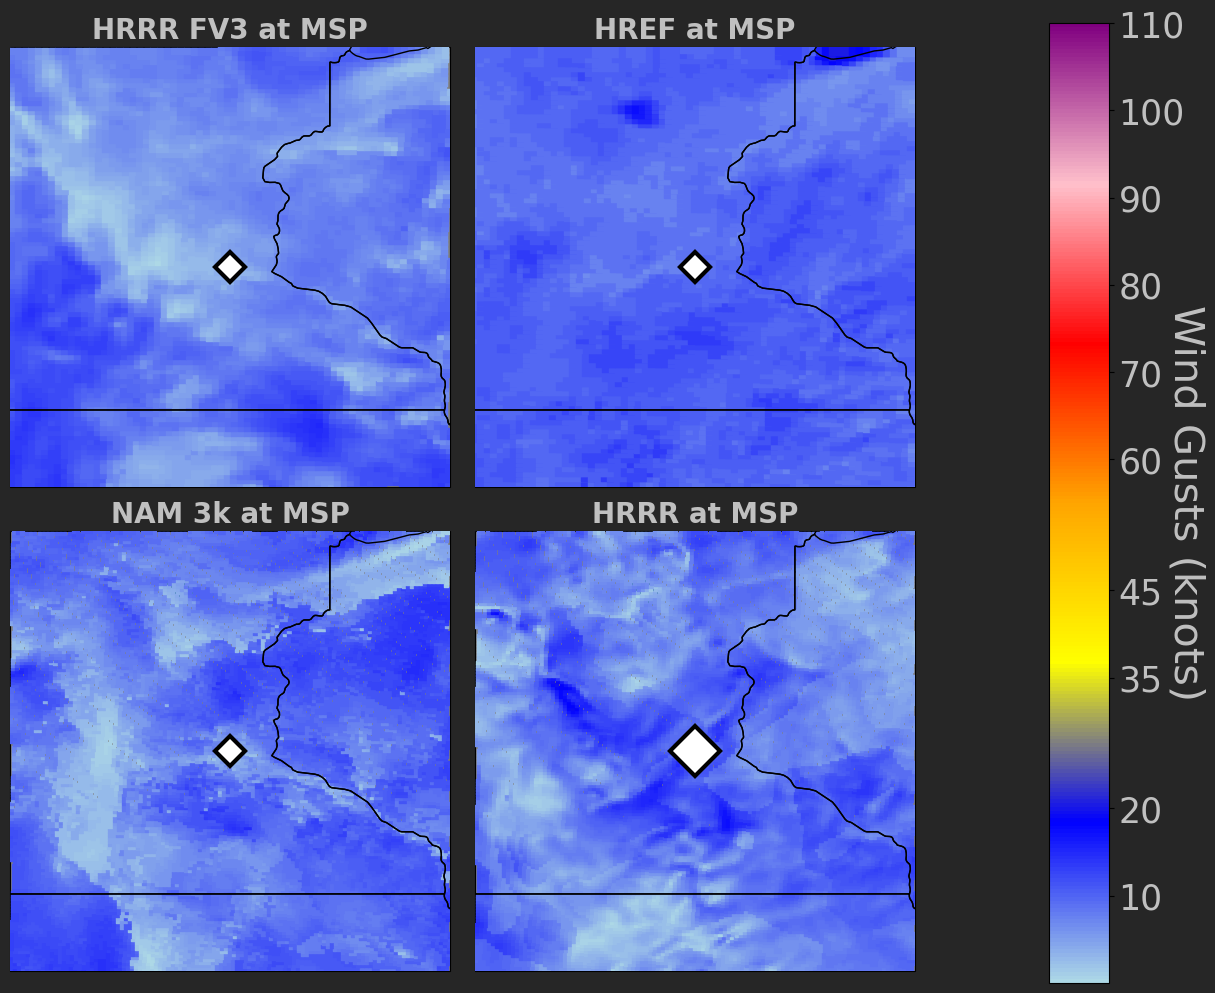 HRRR FV3 at MSP
HREF at MSP
NAM 3k at MSP
HRRR at MSP
110
100
90
80
70
60
45
35
20
10
Wind Gusts (knots)